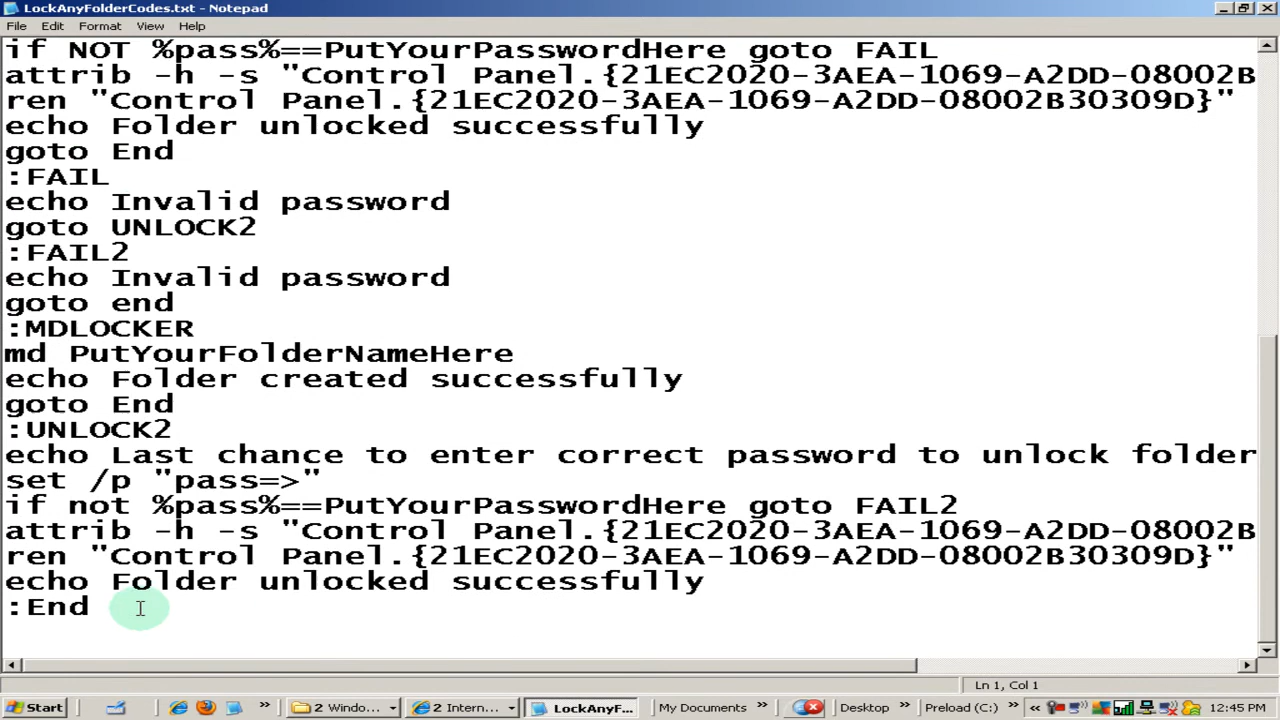 LockAnyFolderCodes.txt - Notepad
File Edit Format View Help
if NOT %pass%==PutYourPasswordHere goto FAIL
attrib -h -s "Control Panel.{21EC2020-3AEA-1069-A2DD-08002B
ren "Control Panel.{21EC2020-3AEA-1069-A2DD-08002B30309D}"
echo Folder unlocked successfully
goto End
:FAIL
echo Invalid password
goto UNLOCK2
:FAIL2
echo Invalid password
goto end
:MDLOCKER
md PutYourFolderNameHere
echo Folder created successfully
goto End
:UNLOCK2
echo Last chance to enter correct password to unlock folder
set /p "pass=>"
if not %pass%==PutYourPasswordHere goto FAIL2
attrib -h -s "Control Panel.{21EC2020-3AEA-1069-A2DD-08002B
ren "Control Panel.{21EC2020-3AEA-1069-A2DD-08002B30309D}"
echo Folder unlocked successfully
:End
Ln 1, Col 1
Start » 2 Windo... 2 Intern... LockAnyF... My Documents » Desktop » Preload (C:) » « 12:45 PM